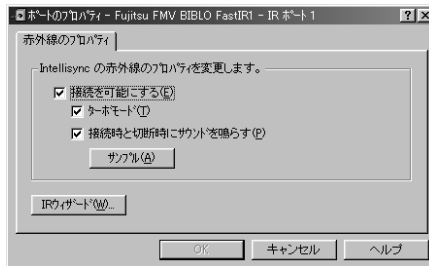 ﾎﾟｰﾄのﾌﾟﾛﾊﾟﾃｨ - Fujitsu FMV BIBLO FastIR1 - IR ﾎﾟｰﾄ 1
赤外線のﾌﾟﾛﾊﾟﾃｨ
Intellisync の赤外線のﾌﾟﾛﾊﾟﾃｨを変更します。
接続を可能にする(E)
ﾀｰﾎﾞﾓｰﾄﾞ(T)
接続時と切断時にｻｳﾝﾄﾞを鳴らす(P)
ｻﾝﾌﾟﾙ(A)
IRｳｨｻﾞｰﾄﾞ(W)...
OK キャンセル ヘルプ